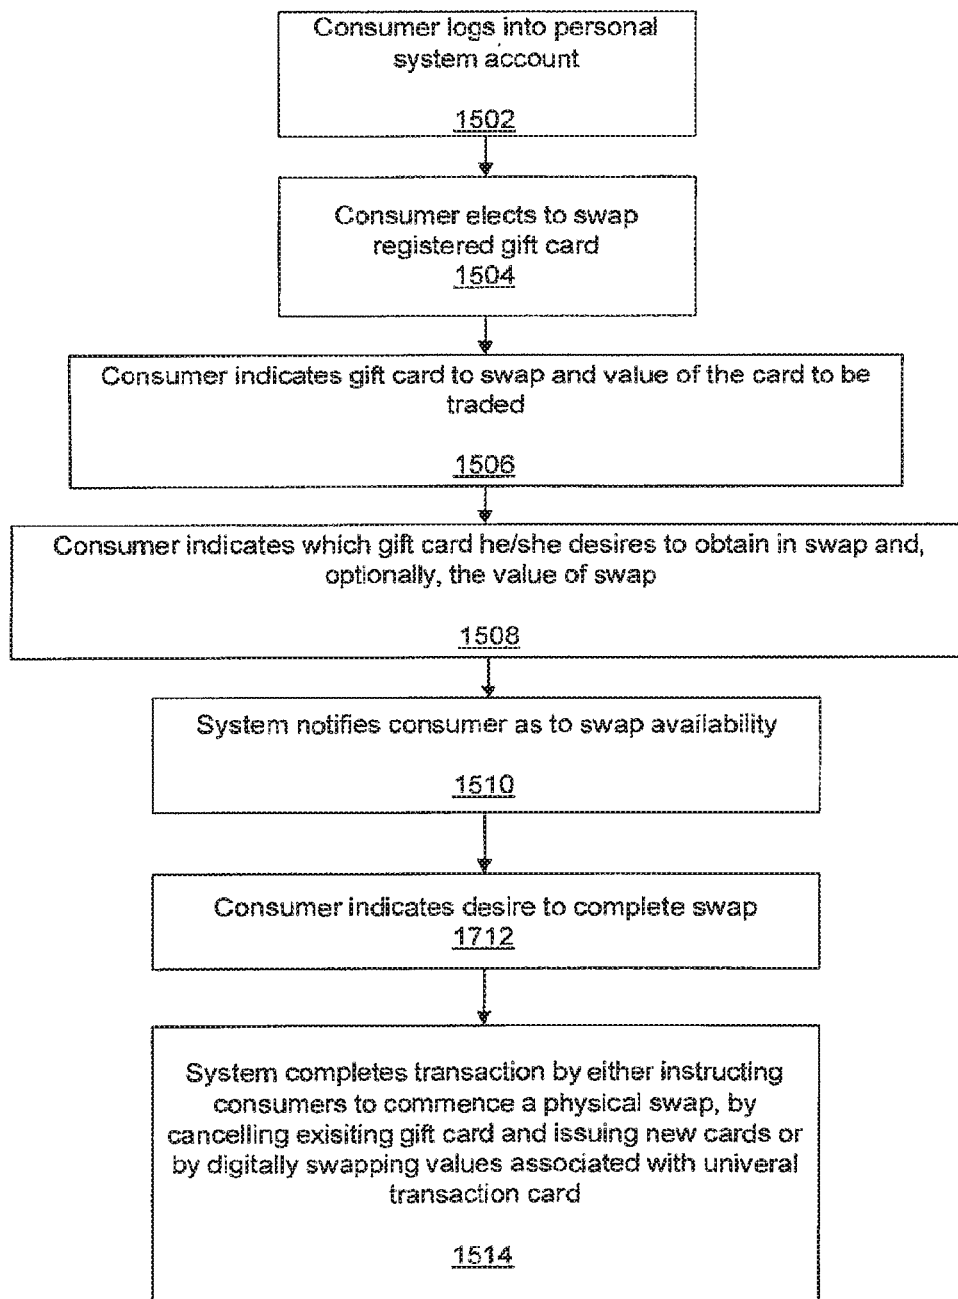 Consumer logs into personal
system account
1502
Consumer elects to swap
registered gift card
1504
Consumer indicates gift card to swap and value of the card to be
traded
1506
Consumer indicates which gift card he/she desires to obtain in swap and,
optionally, the value of swap
1508
System notifies consumer as to swap availability
1510
Consumer indicates desire to complete swap
1712
System completes transaction by either instructing
consumers to commence a physical swap, by
cancelling exisiting gift card and issuing new cards or
by digitally swapping values associated with univeral
transaction card
1514